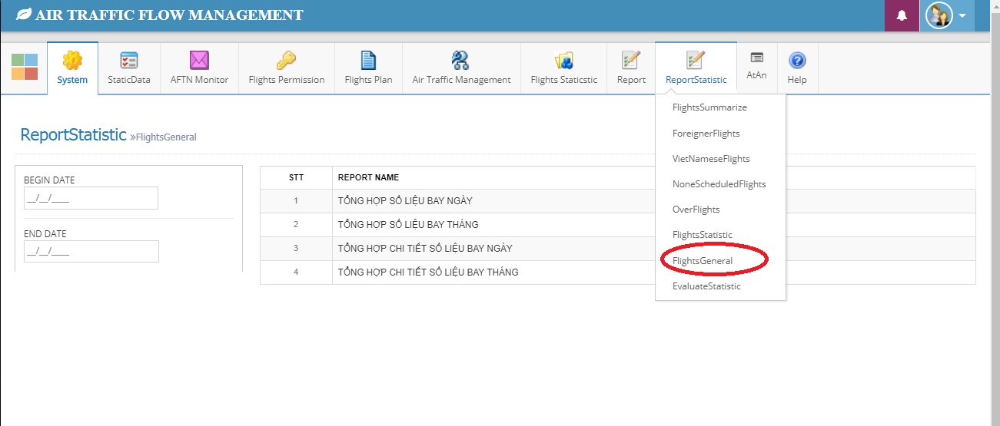 AIR TRAFFIC FLOW MANAGEMENT
System StaticData AFTN Monitor Flights Permission Flights Plan Air Traffic Management Flights Staticstic Report ReportStatistic AtAn Help
FlightsSummarize
ForeignerFlights
VietNameseFlights
NoneScheduledFlights
OverFlights
FlightsStatistic
FlightsGeneral
EvaluateStatistic
ReportStatistic »FlightsGeneral
BEGIN DATE
__/__/____
END DATE
__/__/____
STT REPORT NAME
1 TỔNG HỢP SỐ LIỆU BAY NGÀY
2 TỔNG HỢP SỐ LIỆU BAY THÁNG
3 TỔNG HỢP CHI TIẾT SỐ LIỆU BAY NGÀY
4 TỔNG HỢP CHI TIẾT SỐ LIỆU BAY THÁNG